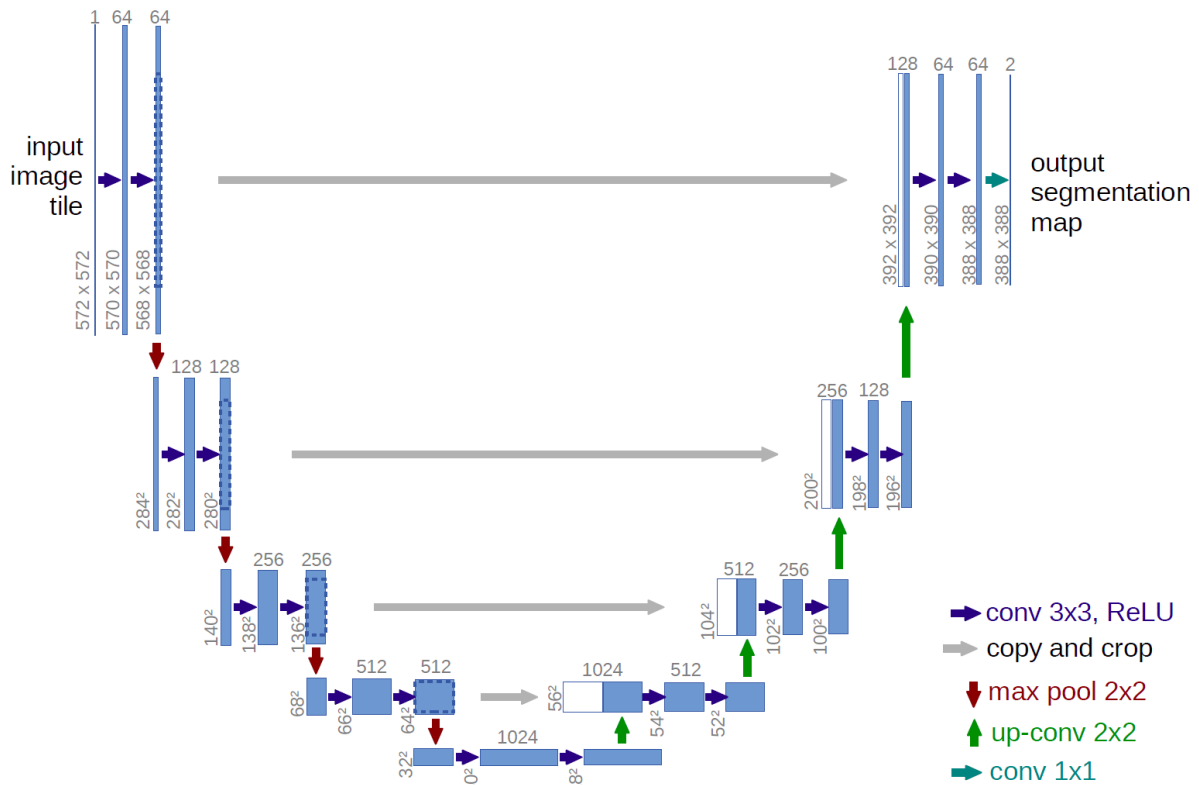 1 64 64
128 64 64 2
input
image
tile
output
segmentation
map
572 x 572
570 x 570
568 x 568
392 x 392
390 x 390
388 x 388
388 x 388
128 128
256 128
284²
282²
280²
200²
198²
196²
256 256
512 256
140²
138²
136²
104²
102²
100²
512 512
1024 512
68²
66²
64²
56²
54²
52²
1024
32²
0²
8²
conv 3x3, ReLU
copy and crop
max pool 2x2
up-conv 2x2
conv 1x1